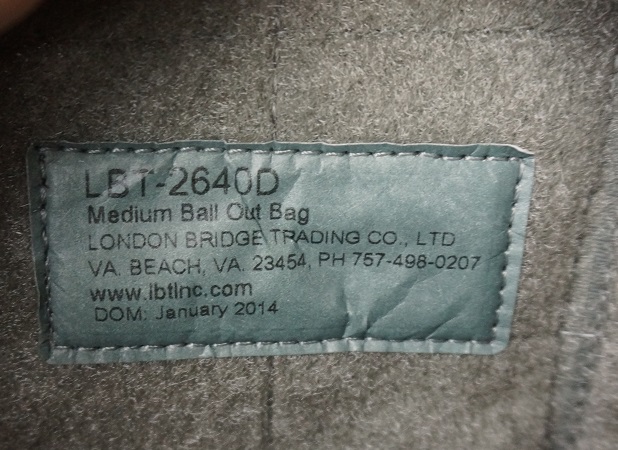 LBT-2640D
Medium Bail Out Bag
LONDON BRIDGE TRADING CO., LTD
VA. BEACH, VA. 23454, PH 757-498-0207
www.lbtinc.com
DOM: January 2014